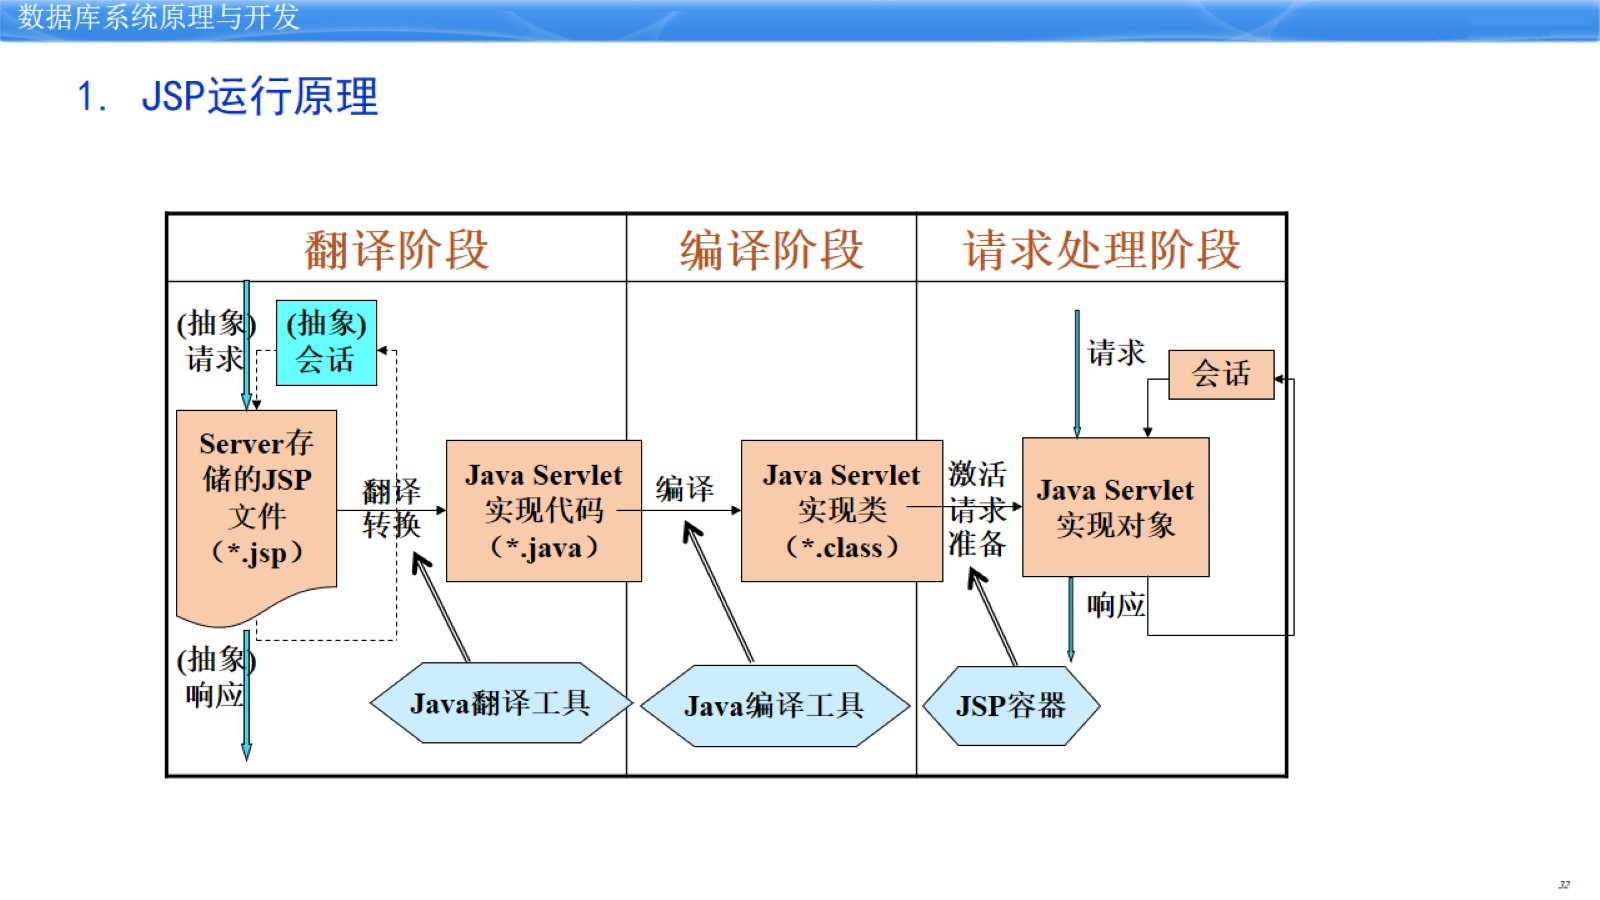 数据库系统原理与开发
1. JSP运行原理
翻译阶段
编译阶段
请求处理阶段
(抽象)
请求
(抽象)
会话
请求
会话
Server存
储的JSP
文件
（*.jsp）
翻译
转换
Java Servlet
实现代码
（*.java）
编译
Java Servlet
实现类
（*.class）
激活
请求
准备
Java Servlet
实现对象
(抽象)
响应
响应
Java翻译工具
Java编译工具
JSP容器
32